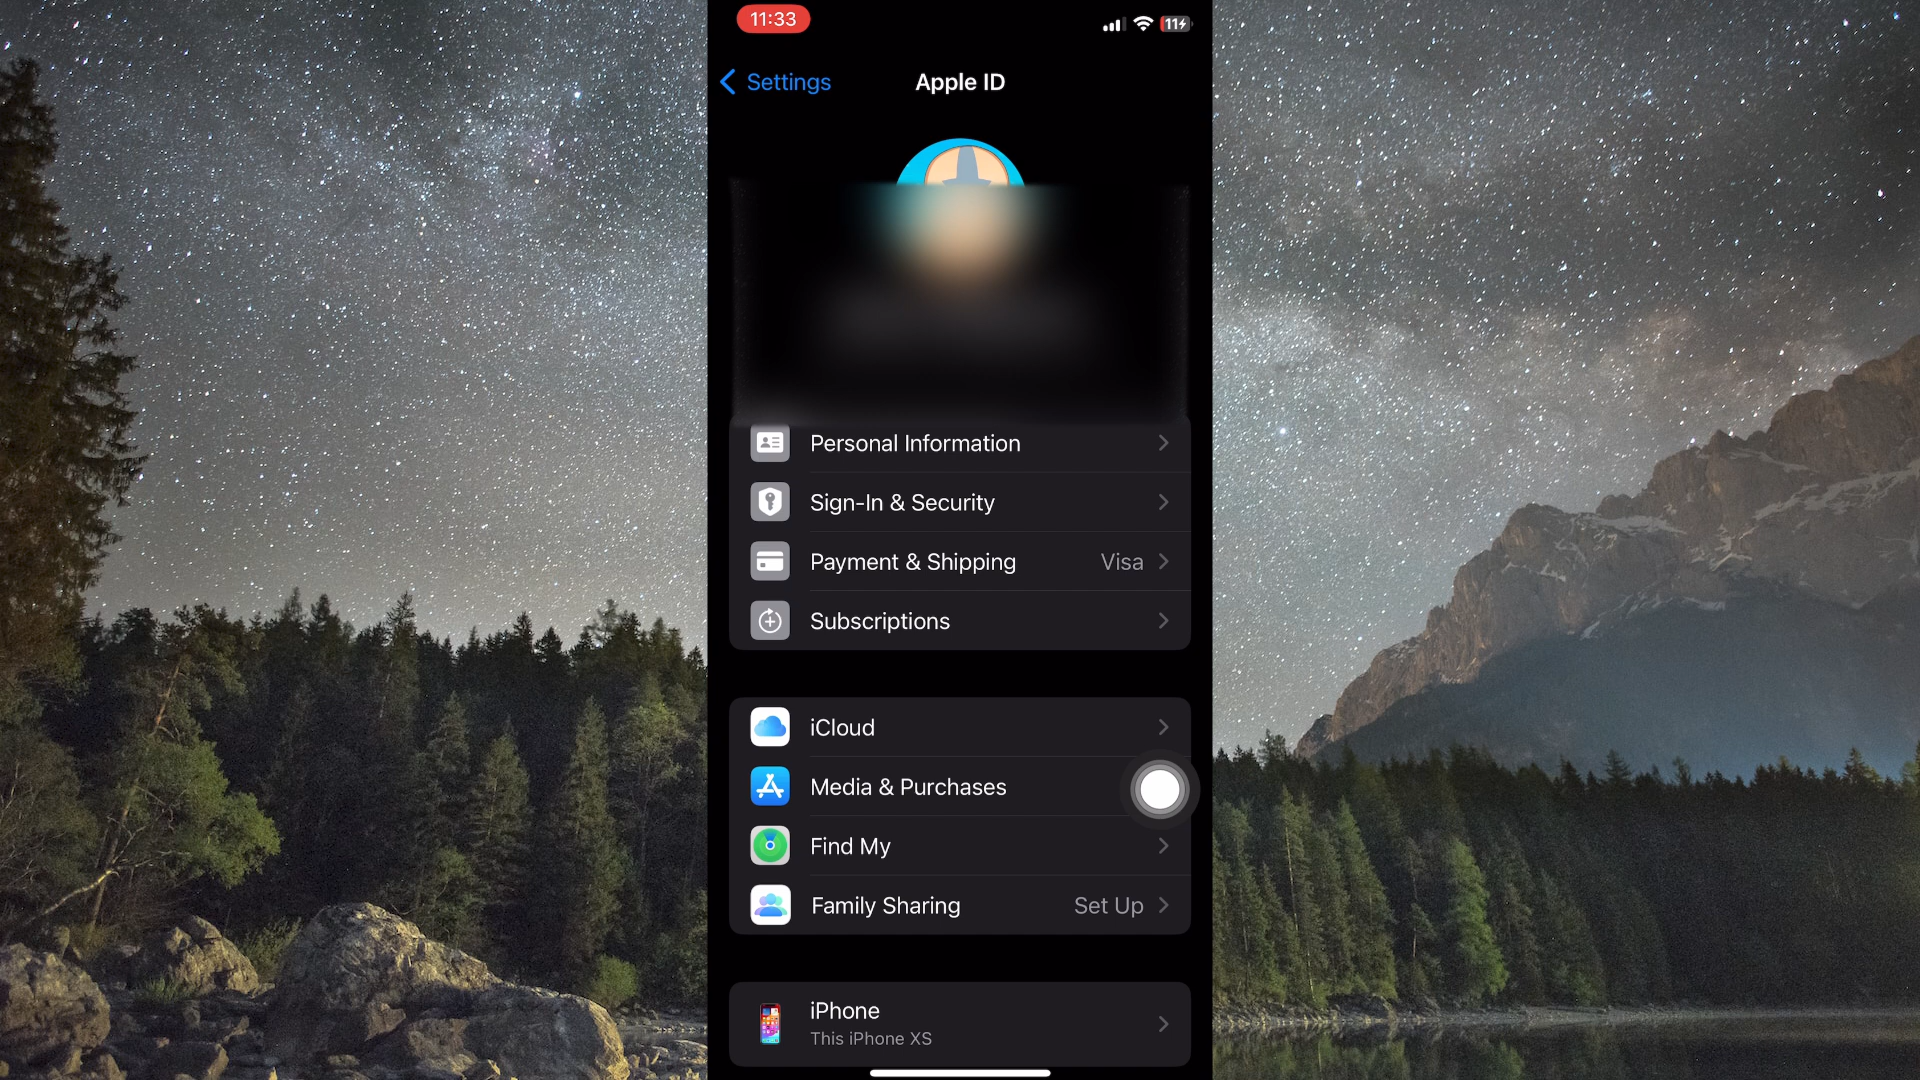 11:33
11
Settings
Apple ID
Personal Information
Sign-In & Security
Payment & Shipping Visa
Subscriptions
iCloud
Media & Purchases
Find My
Family Sharing Set Up
iPhone
This iPhone XS